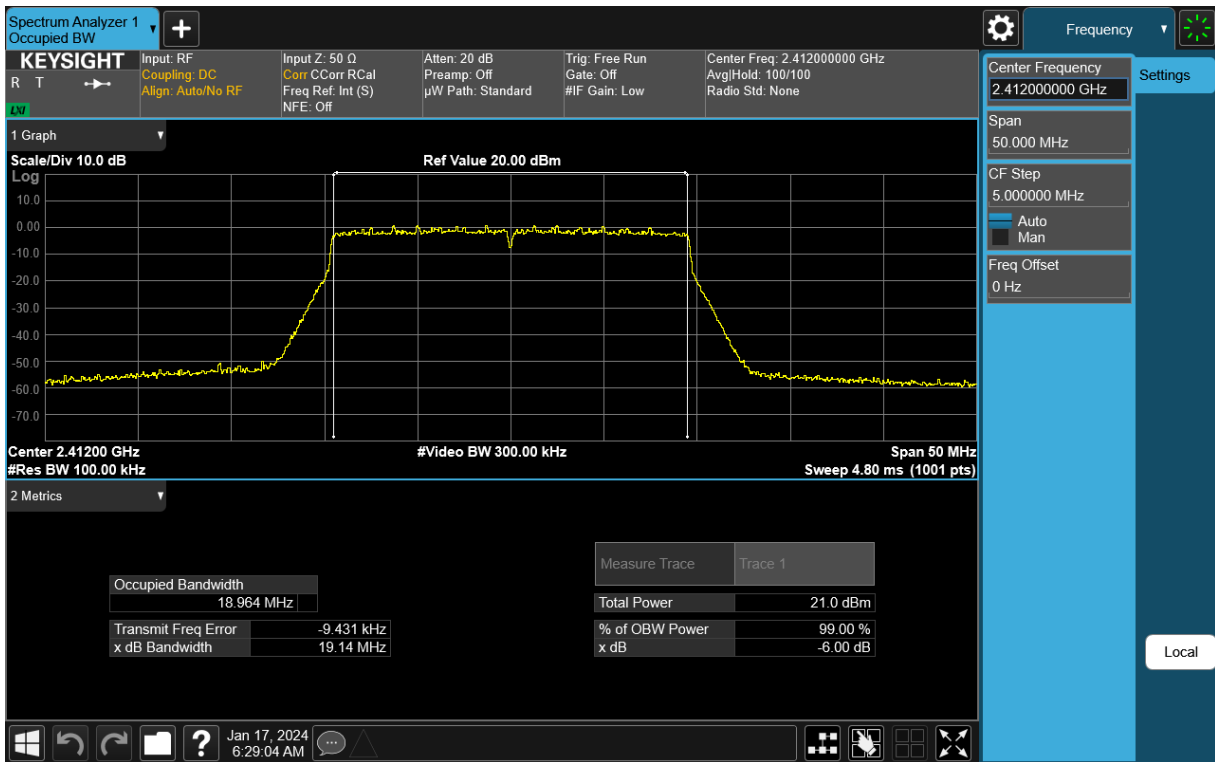 Spectrum Analyzer 1
Occupied BW
Frequency
KEYSIGHT
R T
LXI
Input: RF
Coupling: DC
Align: Auto/No RF
Input Z: 50 Ω
Corr CCorr RCal
Freq Ref: Int (S)
NFE: Off
Atten: 20 dB
Preamp: Off
µW Path: Standard
Trig: Free Run
Gate: Off
#IF Gain: Low
Center Freq: 2.412000000 GHz
Avg|Hold: 100/100
Radio Std: None
Center Frequency
2.412000000 GHz
Settings
Span
50.000 MHz
CF Step
5.000000 MHz
Auto
Man
Freq Offset
0 Hz
Local
1 Graph
Scale/Div 10.0 dB
Ref Value 20.00 dBm
Log
10.0
0.00
-10.0
-20.0
-30.0
-40.0
-50.0
-60.0
-70.0
Center 2.41200 GHz
#Video BW 300.00 kHz
Span 50 MHz
#Res BW 100.00 kHz
Sweep 4.80 ms (1001 pts)
2 Metrics
Measure Trace
Trace 1
Occupied Bandwidth
18.964 MHz
Total Power
21.0 dBm
Transmit Freq Error
-9.431 kHz
% of OBW Power
99.00 %
x dB Bandwidth
19.14 MHz
x dB
-6.00 dB
?
Jan 17, 2024
6:29:04 AM